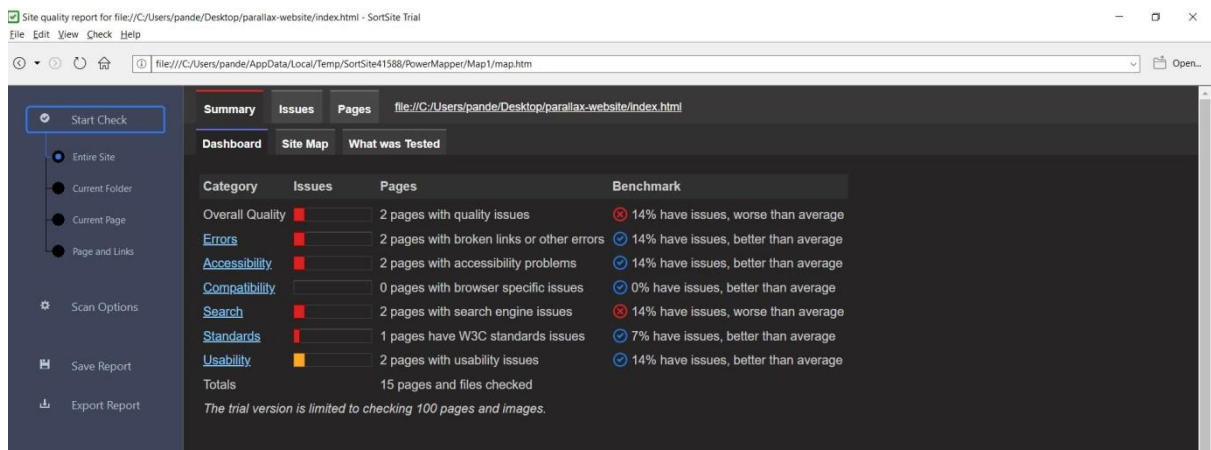 Site quality report for file://C:/Users/pande/Desktop/parallax-website/index.html - SortSite Trial
File Edit View Check Help
file:///C:/Users/pande/AppData/Local/Temp/SortSite41588/PowerMapper/Map1/map.htm Open...
Start Check
Entire Site
Current Folder
Current Page
Page and Links
Scan Options
Save Report
Export Report
Summary Issues Pages file://C:/Users/pande/Desktop/parallax-website/index.html
Dashboard Site Map What was Tested
Category Issues Pages Benchmark
Overall Quality 2 pages with quality issues 14% have issues, worse than average
Errors 2 pages with broken links or other errors 14% have issues, better than average
Accessibility 2 pages with accessibility problems 14% have issues, better than average
Compatibility 0 pages with browser specific issues 0% have issues, better than average
Search 2 pages with search engine issues 14% have issues, worse than average
Standards 1 pages have W3C standards issues 7% have issues, better than average
Usability 2 pages with usability issues 14% have issues, better than average
Totals 15 pages and files checked
The trial version is limited to checking 100 pages and images.